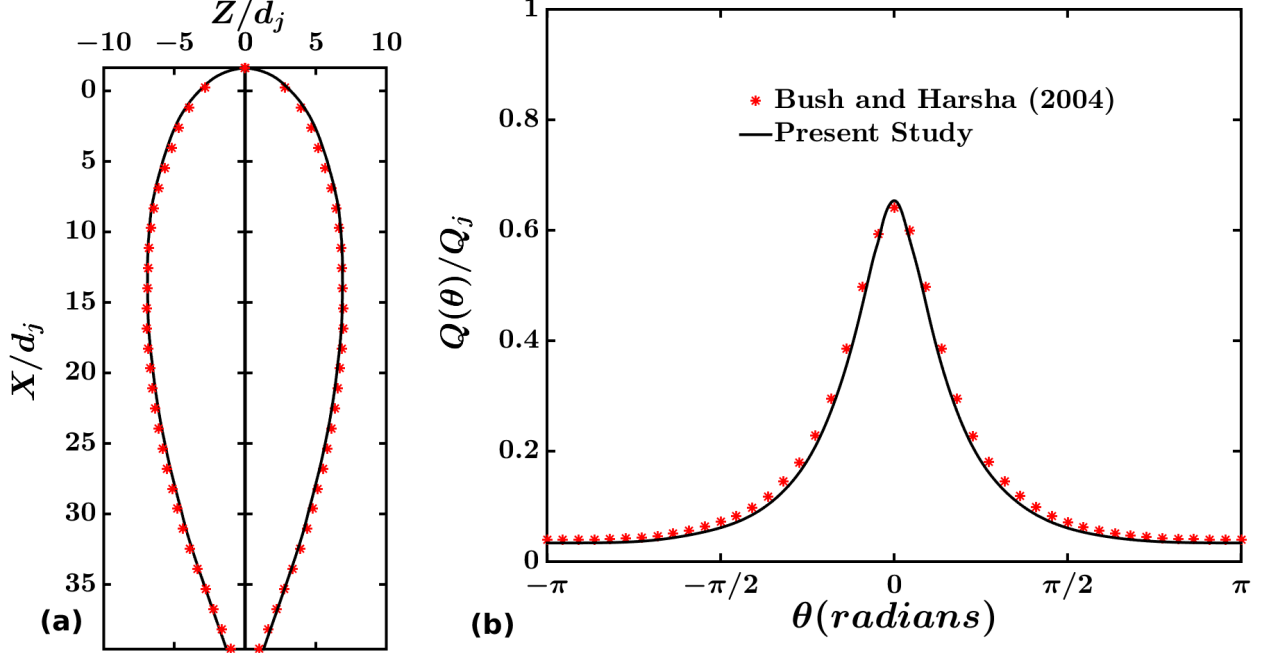 Z/d_j
−10 −5 0 5 10
0
5
10
15
20
25
30
35
X/d_j
(a)
1
0.8
0.6
0.4
0.2
0
Q(θ)/Q_j
Bush and Harsha (2004)
Present Study
−π −π/2 0 π/2 π
θ(radians)
(b)